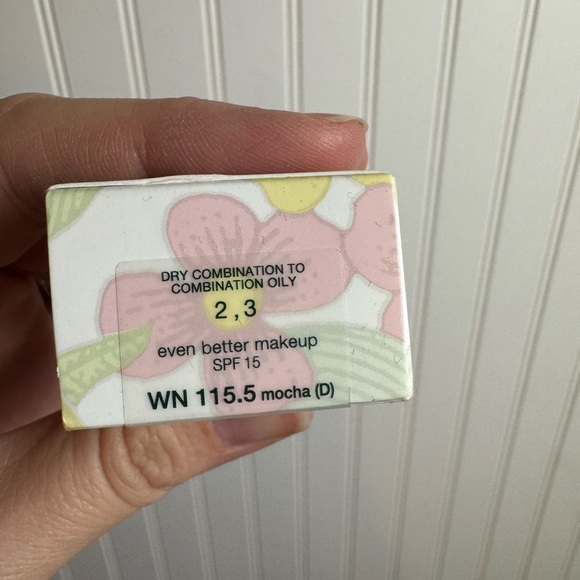 DRY COMBINATION TO
COMBINATION OILY
2 , 3
even better makeup
SPF 15
WN 115.5 mocha (D)